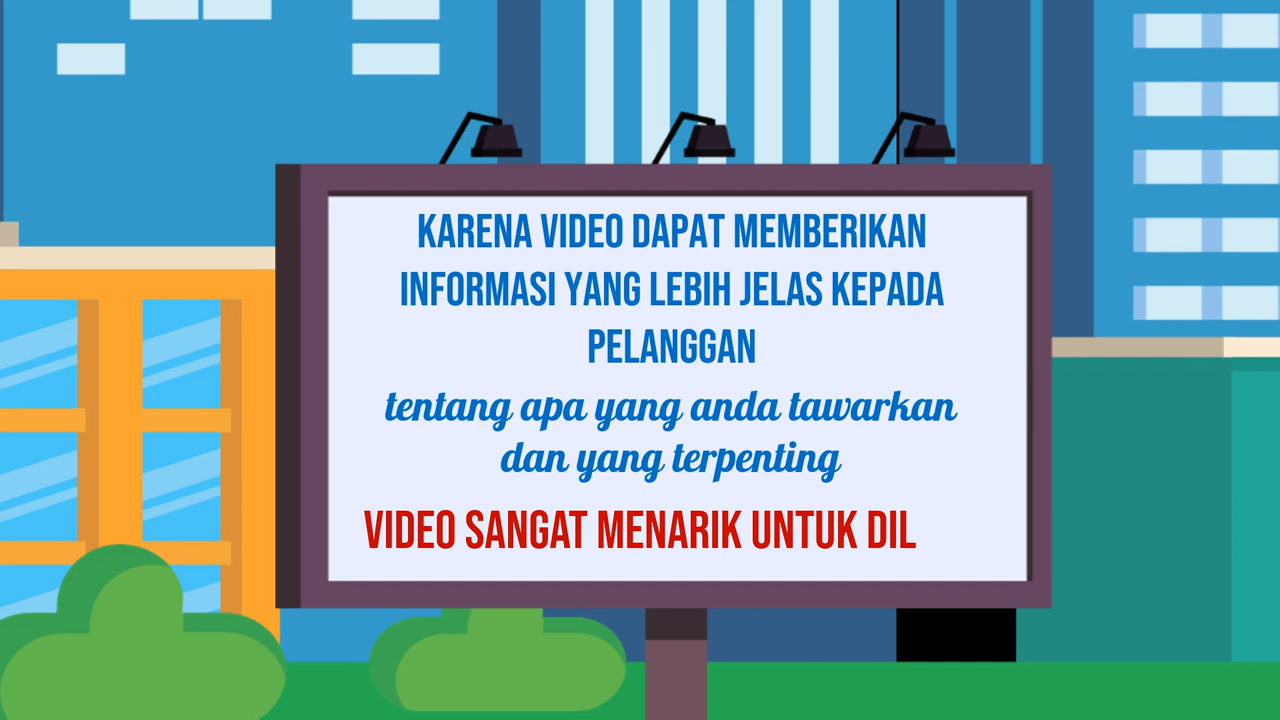 KARENA VIDEO DAPAT MEMBERIKAN
INFORMASI YANG LEBIH JELAS KEPADA
PELANGGAN
tentang apa yang anda tawarkan
dan yang terpenting
VIDEO SANGAT MENARIK UNTUK DIL